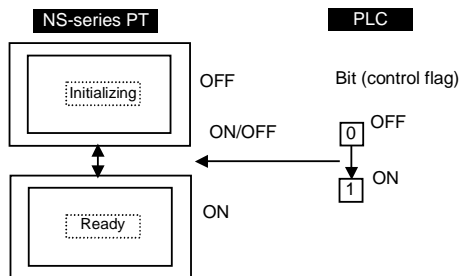 NS-series PT
PLC
Initializing
OFF
Bit (control flag)
ON/OFF
0
OFF
1
ON
Ready
ON